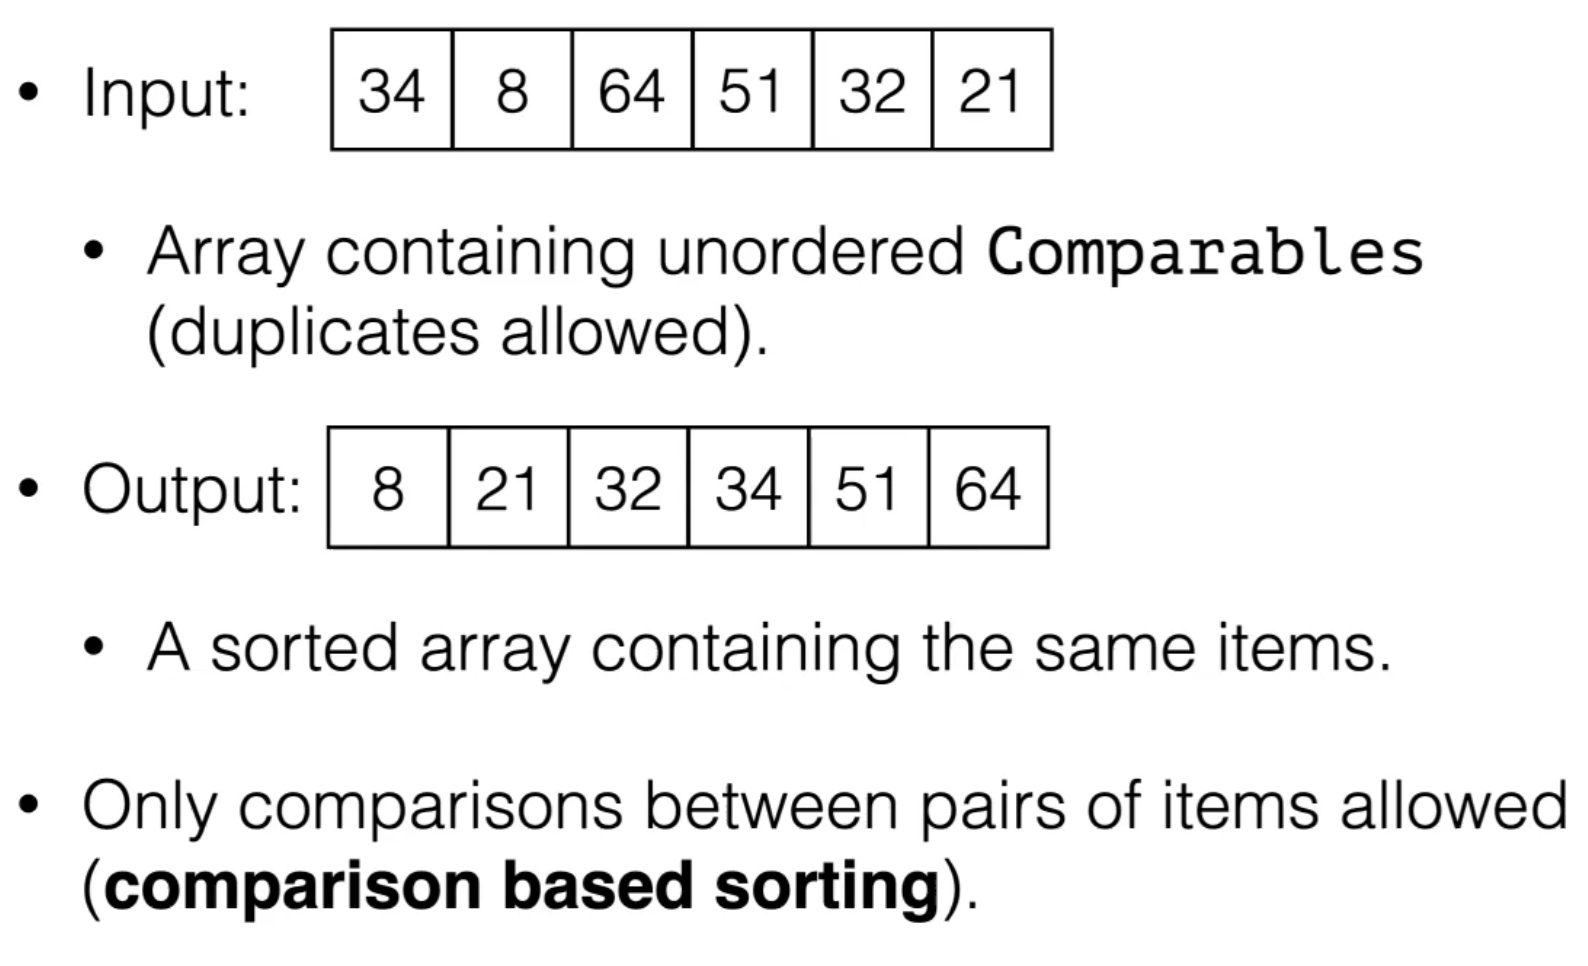 • Input: 34 8 64 51 32 21
• Array containing unordered Comparables
(duplicates allowed).
• Output: 8 21 32 34 51 64
• A sorted array containing the same items.
• Only comparisons between pairs of items allowed
(comparison based sorting).